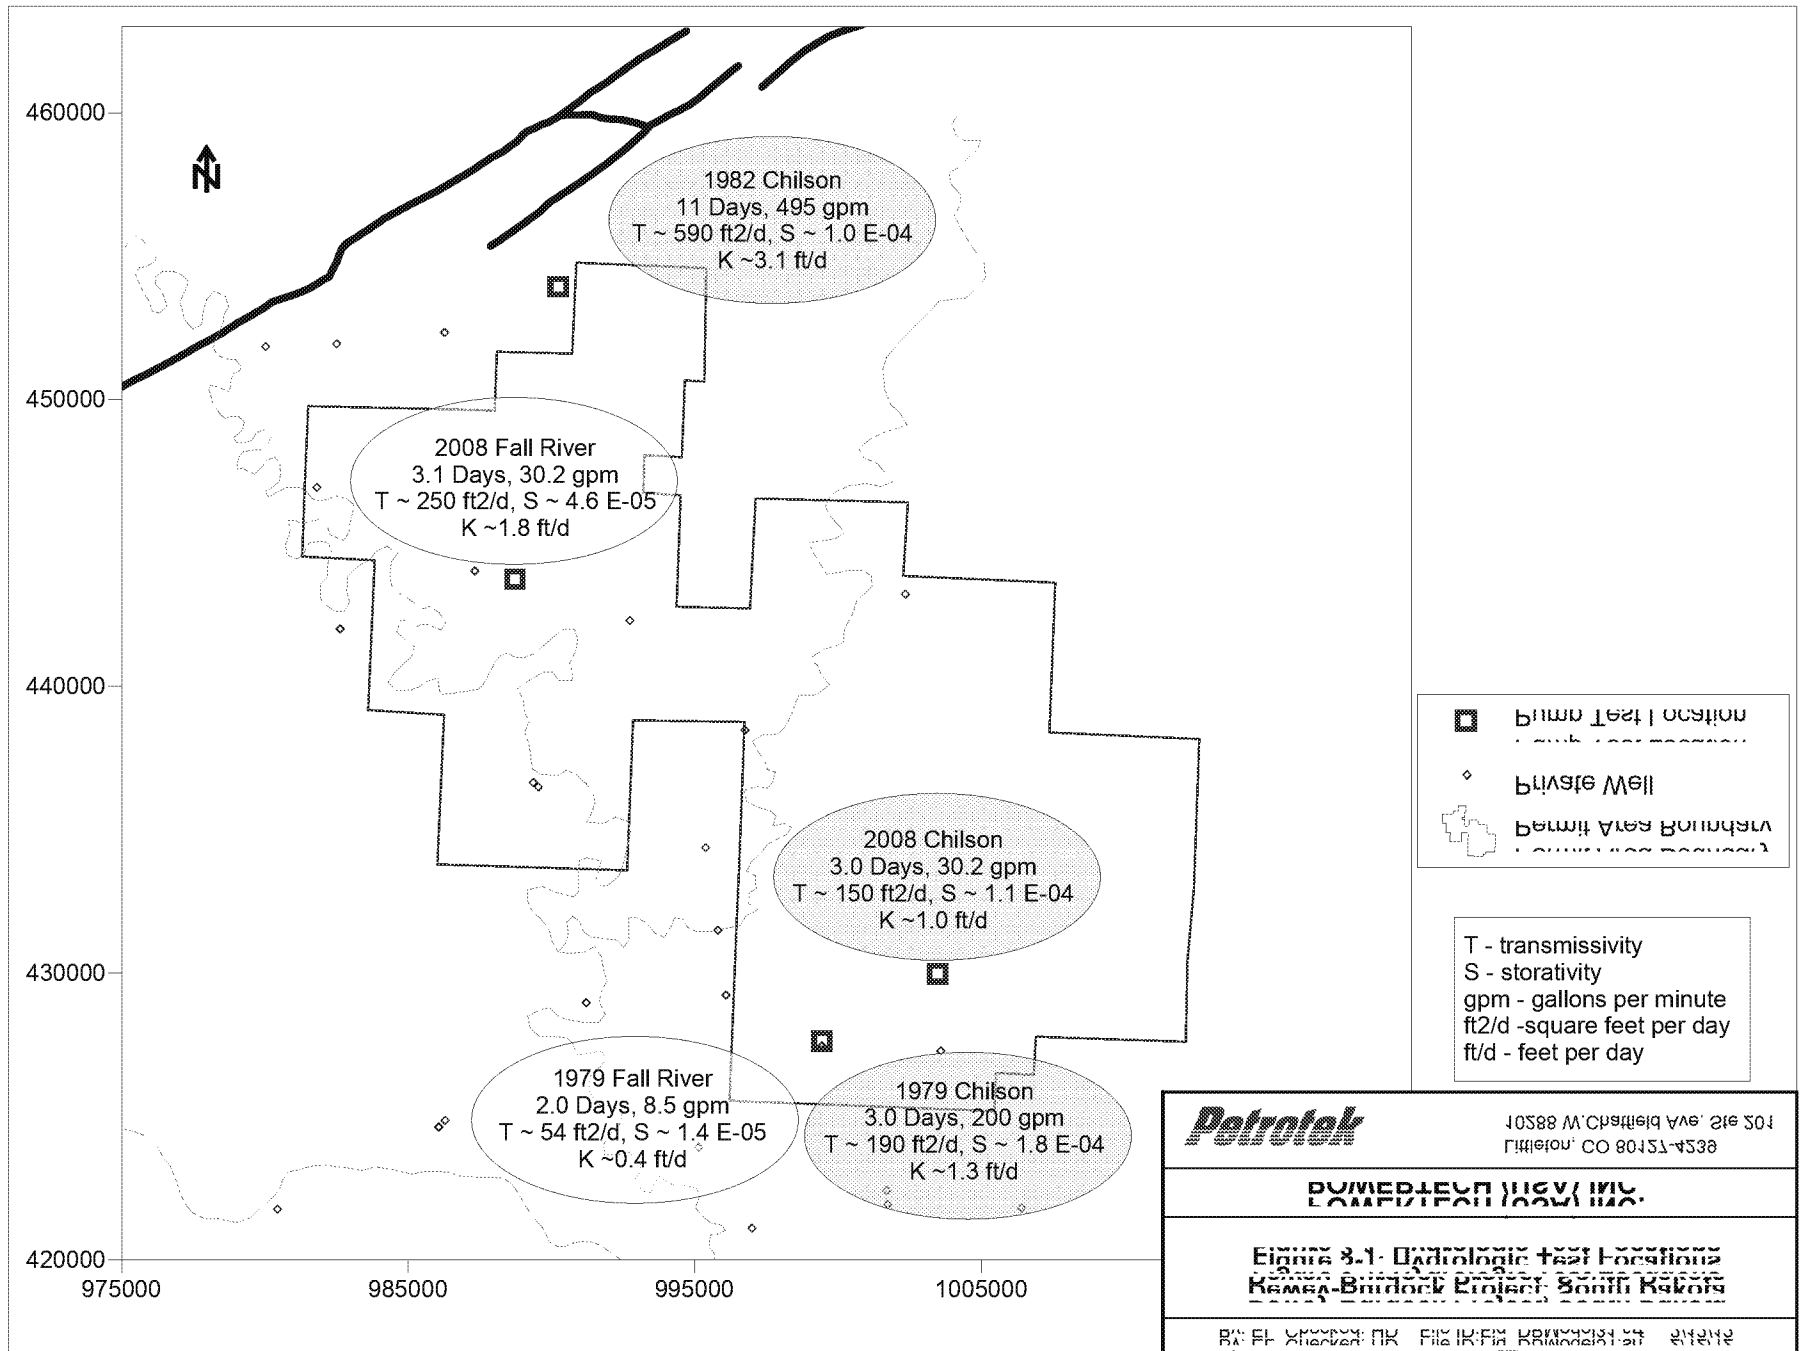 460000
N
1982 Chilson
11 Days, 495 gpm
T ~ 590 ft2/d, S ~ 1.0 E-04
K ~3.1 ft/d
450000
2008 Fall River
3.1 Days, 30.2 gpm
T ~ 250 ft2/d, S ~ 4.6 E-05
K ~1.8 ft/d
440000
Pump Test Location
Private Well
Permit Area Boundary
2008 Chilson
3.0 Days, 30.2 gpm
T ~ 150 ft2/d, S ~ 1.1 E-04
K ~1.0 ft/d
430000
T - transmissivity
S - storativity
gpm - gallons per minute
ft2/d -square feet per day
ft/d - feet per day
1979 Fall River
2.0 Days, 8.5 gpm
T ~ 54 ft2/d, S ~ 1.4 E-05
K ~0.4 ft/d
1979 Chilson
3.0 Days, 200 gpm
T ~ 190 ft2/d, S ~ 1.8 E-04
K ~1.3 ft/d
420000
975000
985000
995000
1005000
Petrotek
10288 W.Chatfield Ave. Ste 201
Littleton, CO 80127-4239
POWERTECH (USA) INC.
Hydrologic Test Locations
Dewey-Burdock Project, South Dakota